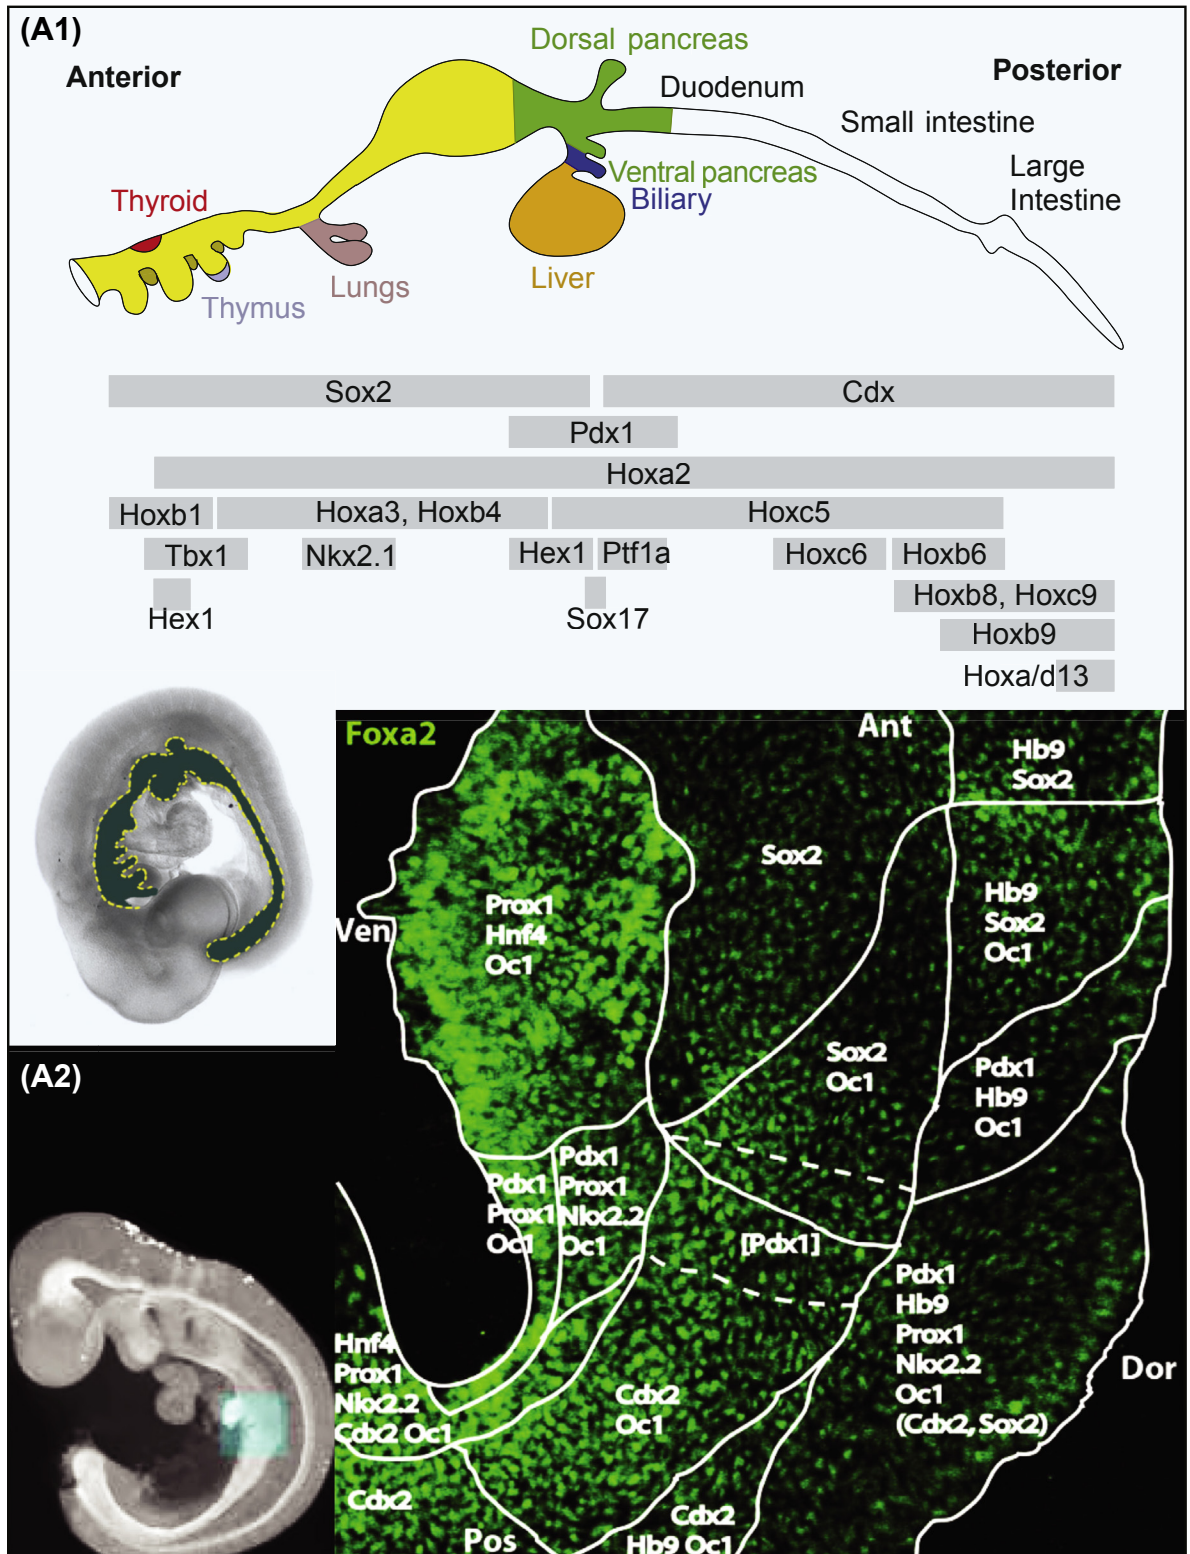 (A1)
Dorsal pancreas
Anterior
Posterior
Duodenum
Small intestine
Large
Intestine
Ventral pancreas
Biliary
Thyroid
Lungs
Liver
Thymus
Sox2
Cdx
Pdx1
Hoxa2
Hoxb1
Hoxa3, Hoxb4
Hoxc5
Tbx1
Nkx2.1
Hex1
Ptf1a
Hoxc6
Hoxb6
Hex1
Sox17
Hoxb8, Hoxc9
Hoxb9
Hoxa/d13
Foxa2
Ant
Hb9
Sox2
Sox2
Hb9
Sox2
Oc1
Prox1
Hnf4
Oc1
Ven
Sox2
Oc1
Pdx1
Hb9
Oc1
(A2)
Pdx1
Prox1
Oc1
Pdx1
Prox1
Nkx2.2
Oc1
[Pdx1]
Pdx1
Hb9
Prox1
Nkx2.2
Oc1
(Cdx2, Sox2)
Dor
Hnf4
Prox1
Nkx2.2
Cdx2 Oc1
Cdx2
Oc1
Cdx2
Pos
Cdx2
Hb9 Oc1